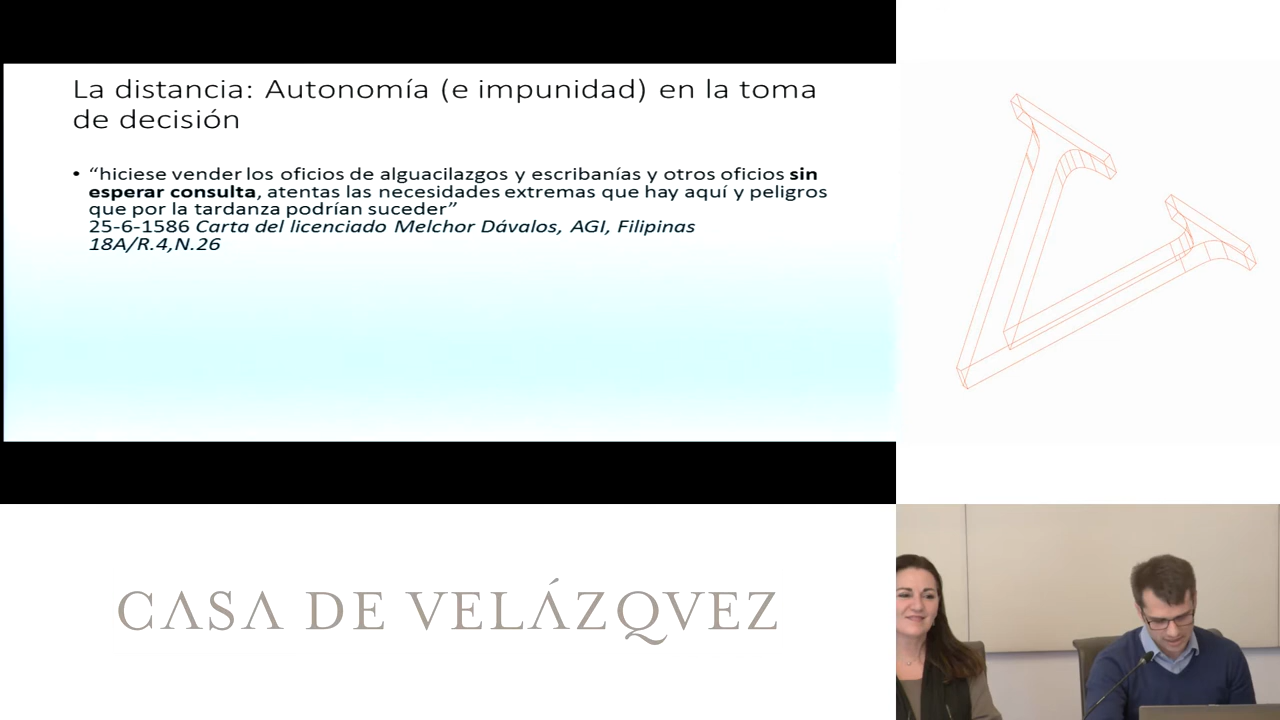 La distancia: Autonomía (e impunidad) en la toma
de decisión
• “hiciese vender los oficios de alguacilazgos y escribanías y otros oficios sin
esperar consulta, atentas las necesidades extremas que hay aquí y peligros
que por la tardanza podrían suceder”
25-6-1586 Carta del licenciado Melchor Dávalos, AGI, Filipinas
18A/R.4,N.26
CASA DE VELÁZQVEZ